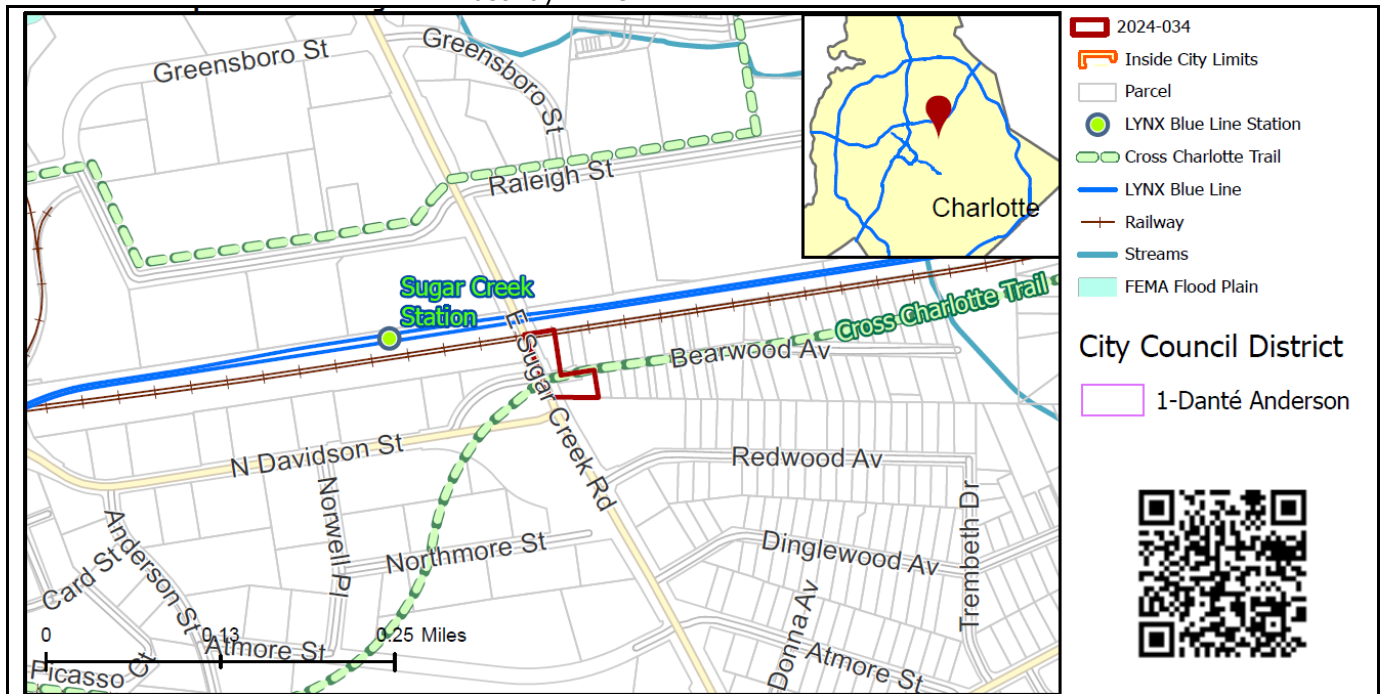 Greensboro St
Greensboro St
Raleigh St
Charlotte
Sugar Creek
Station
E Sugar Creek Rd
Cross Charlotte Trail
Bearwood Av
N Davidson St
Redwood Av
Norwell Pl
Anderson St
Northmore St
Dinglewood Av
Trembeth Dr
Card St
Donna Av
Atmore St
Atmore St
Picasso Ct
0 0.13 0.25 Miles
2024-034
Inside City Limits
Parcel
LYNX Blue Line Station
Cross Charlotte Trail
LYNX Blue Line
Railway
Streams
FEMA Flood Plain
City Council District
1-Danté Anderson